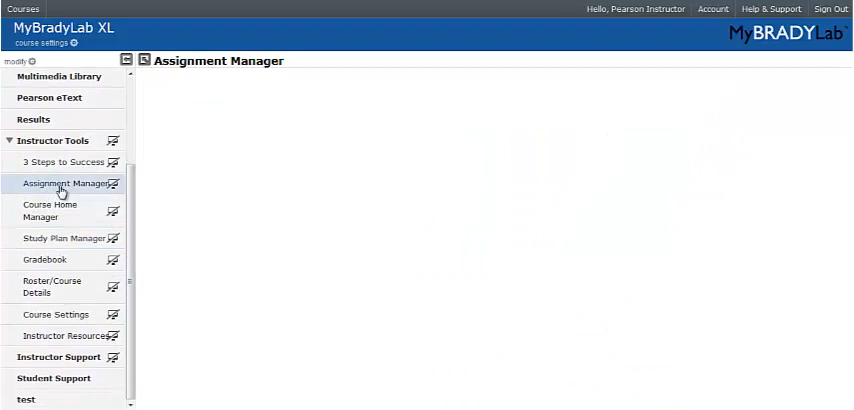 Courses
Hello, Pearson Instructor
Account
Help & Support
Sign Out
MyBradyLab XL
course settings
MyBRADYLab
modify
Assignment Manager
Multimedia Library
Pearson eText
Results
Instructor Tools
3 Steps to Success
Assignment Manager
Course Home
Manager
Study Plan Manager
Gradebook
Roster/Course
Details
Course Settings
Instructor Resources
Instructor Support
Student Support
test